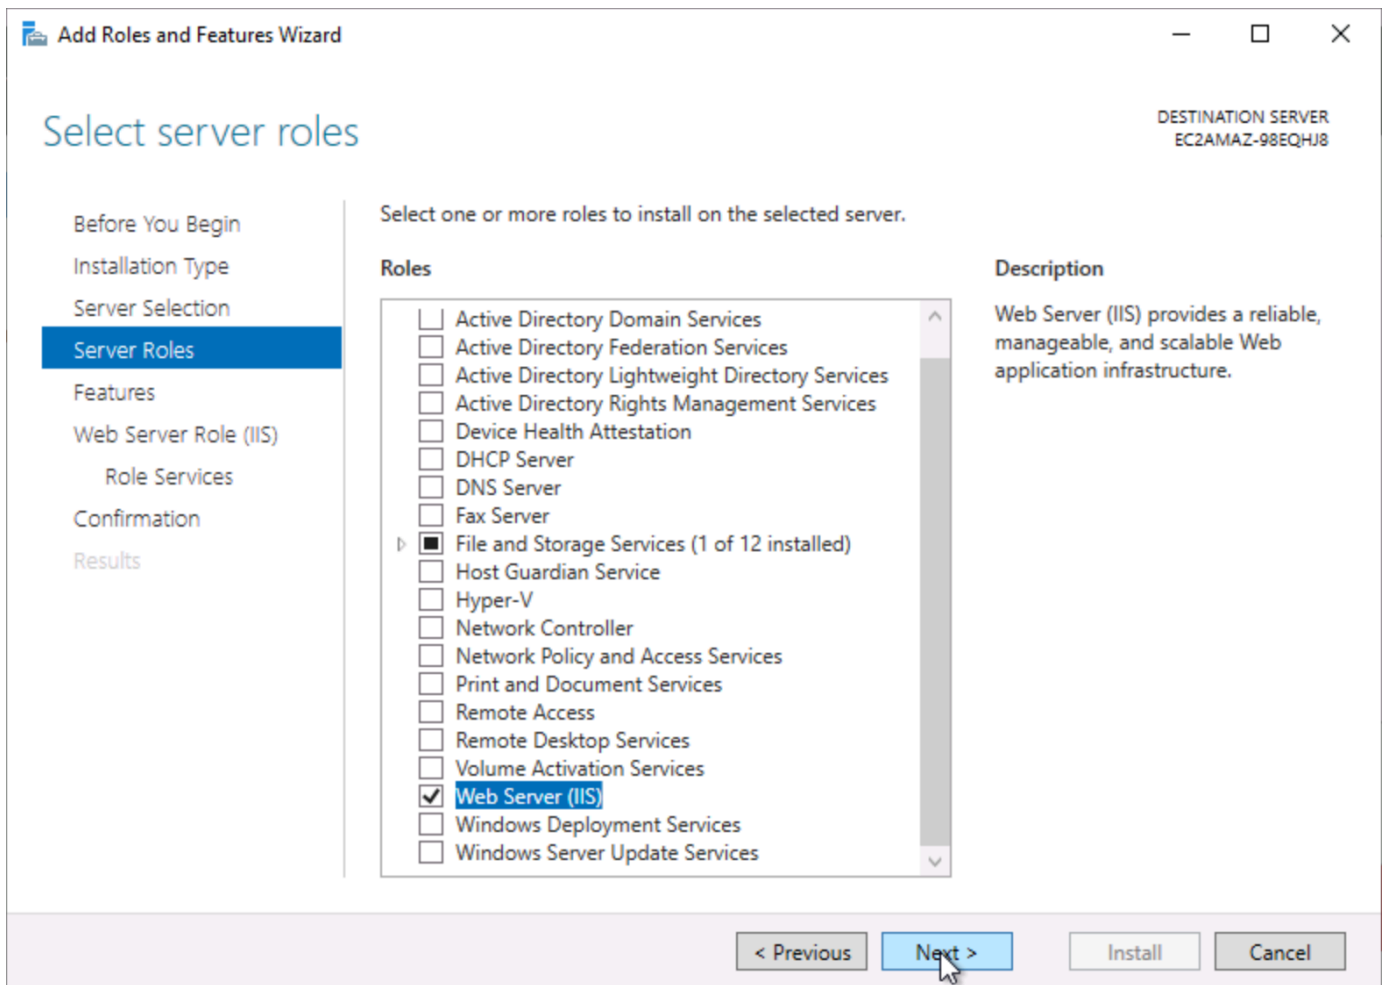 Add Roles and Features Wizard
Select server roles
DESTINATION SERVER
EC2AMAZ-98EQHJ8
Before You Begin
Installation Type
Server Selection
Server Roles
Features
Web Server Role (IIS)
Role Services
Confirmation
Results
Select one or more roles to install on the selected server.
Roles
Active Directory Domain Services
Active Directory Federation Services
Active Directory Lightweight Directory Services
Active Directory Rights Management Services
Device Health Attestation
DHCP Server
DNS Server
Fax Server
File and Storage Services (1 of 12 installed)
Host Guardian Service
Hyper-V
Network Controller
Network Policy and Access Services
Print and Document Services
Remote Access
Remote Desktop Services
Volume Activation Services
Web Server (IIS)
Windows Deployment Services
Windows Server Update Services
Description
Web Server (IIS) provides a reliable,
manageable, and scalable Web
application infrastructure.
< Previous
Next >
Install
Cancel